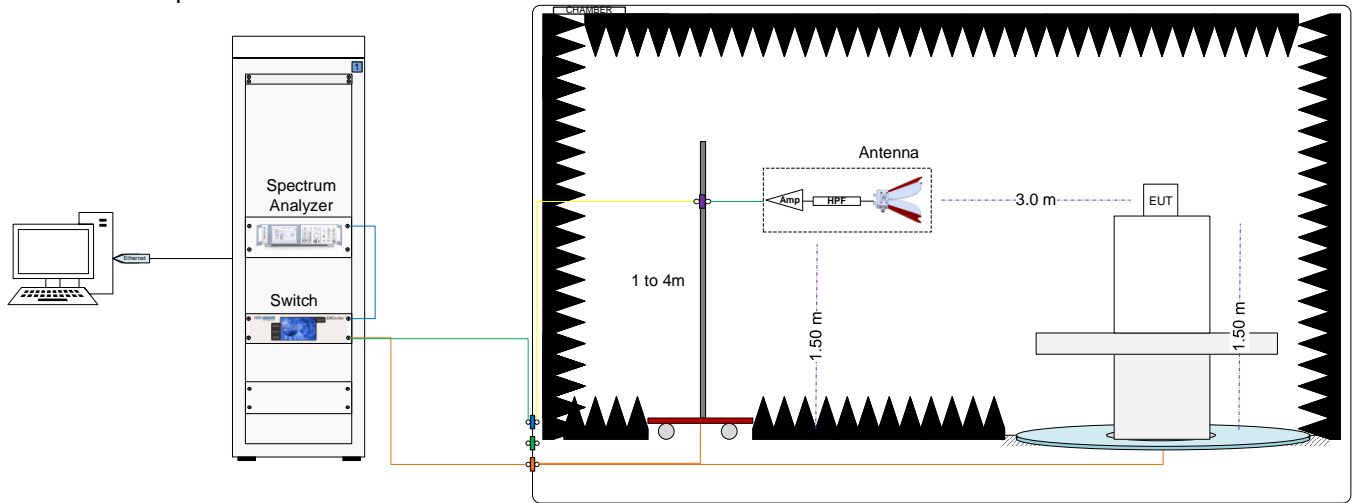 CHAMBER
1
Antenna
Spectrum
Analyzer
Amp
HPF
3.0 m
EUT
Ethernet
1 to 4m
Switch
1.50 m
1.50 m